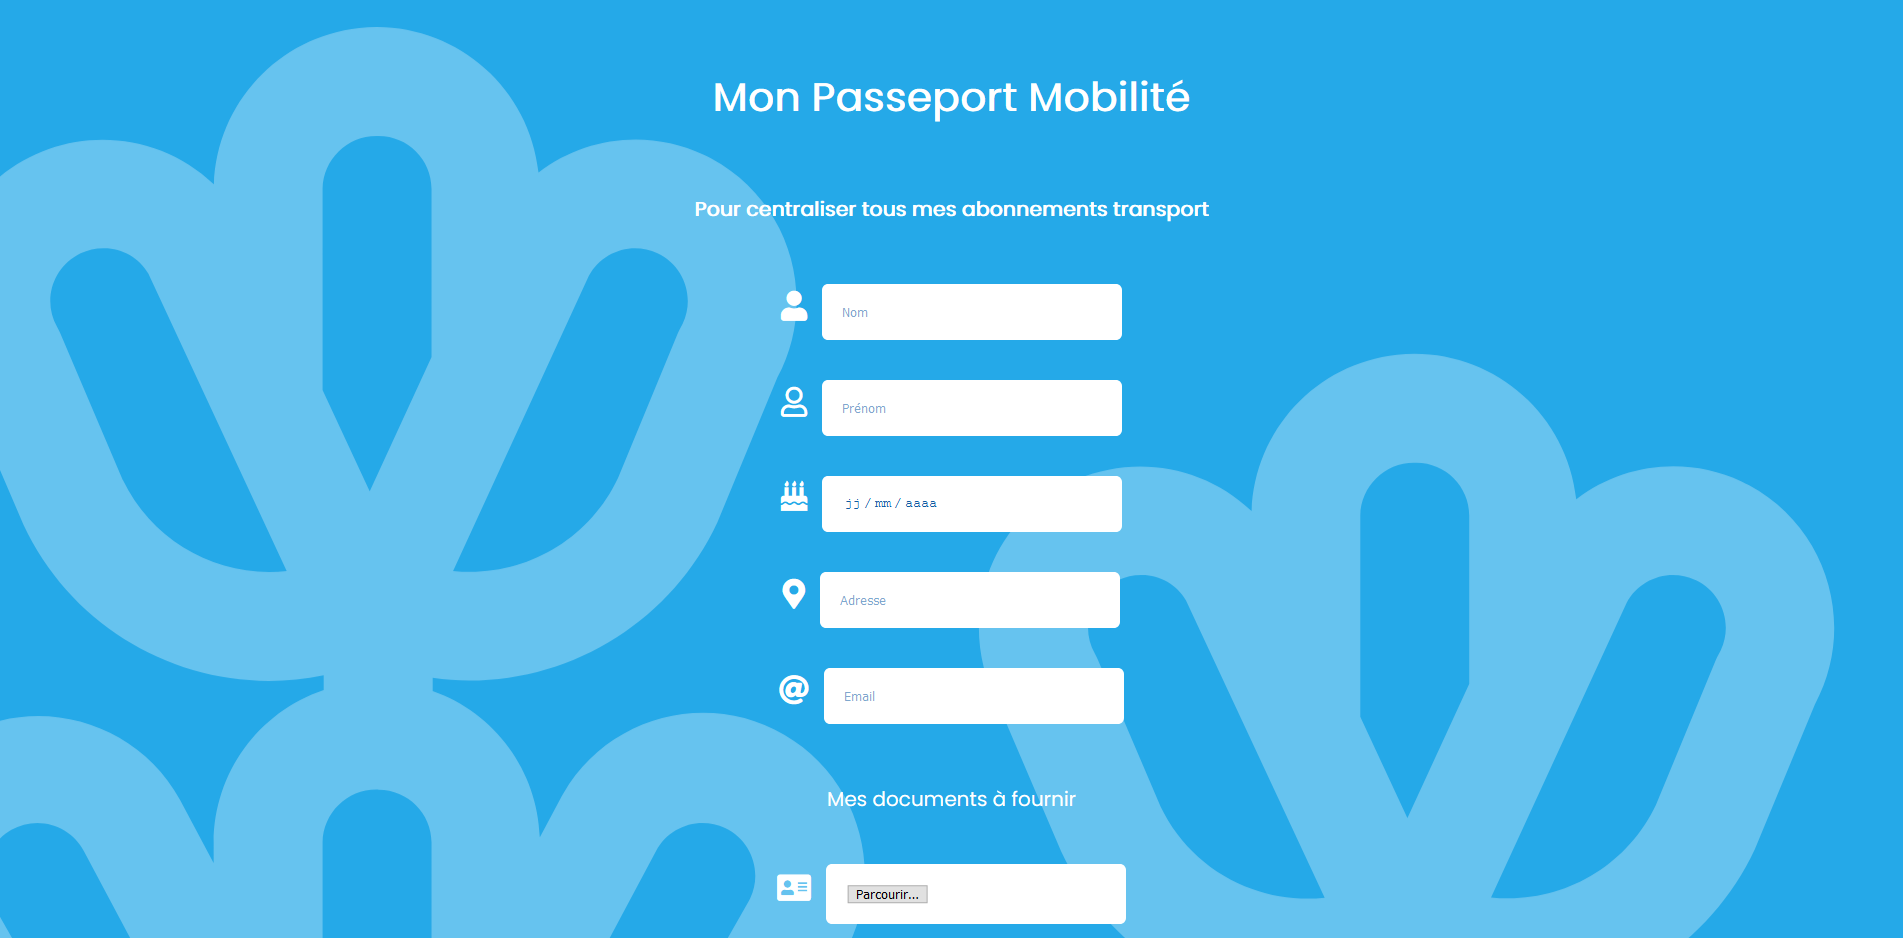 Mon Passeport Mobilité
Pour centraliser tous mes abonnements transport
Nom
Prénom
jj / mm / aaaa
Adresse
Email
Mes documents à fournir
Parcourir...